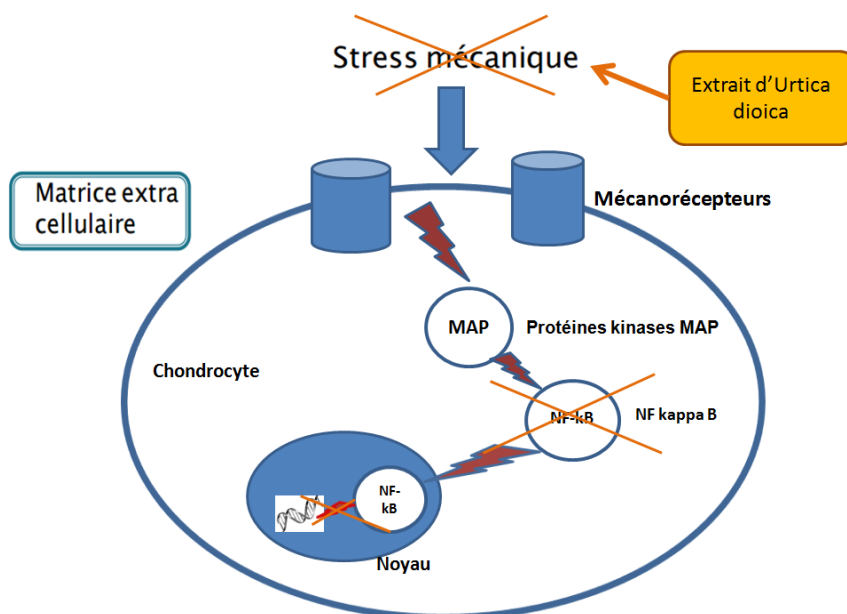 Stress mécanique
Extrait d'Urtica
dioica
Matrice extra
cellulaire
Mécanorécepteurs
MAP
Protéines kinases MAP
Chondrocyte
NF-kB
NF kappa B
NF-
kB
Noyau